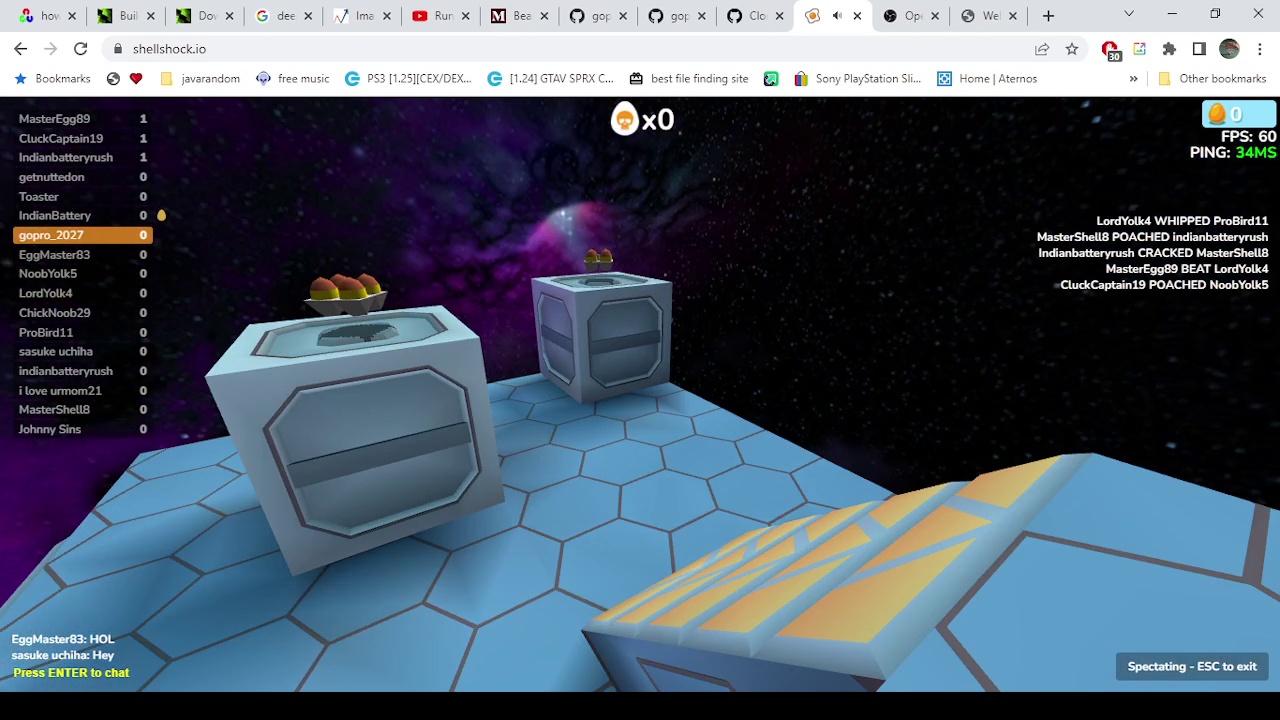 how
Buil
Dov
dee
Ima
Run
Bea
gop
gop
Clo
Ope
Wel
shellshock.io
30
Bookmarks
javarandom
free music
PS3 [1.25][CEX/DEX...
[1.24] GTAV SPRX C...
best file finding site
Sony PlayStation Sli...
Home | Aternos
»
Other bookmarks
MasterEgg89 1
CluckCaptain19 1
Indianbatteryrush 1
getnuttedon 0
Toaster 0
IndianBattery 0
gopro_2027 0
EggMaster83 0
NoobYolk5 0
LordYolk4 0
ChickNoob29 0
ProBird11 0
sasuke uchiha 0
indianbatteryrush 0
i love urmom21 0
MasterShell8 0
Johnny Sins 0
x0
0
FPS: 60
PING: 34MS
LordYolk4 WHIPPED ProBird11
MasterShell8 POACHED indianbatteryrush
Indianbatteryrush CRACKED MasterShell8
MasterEgg89 BEAT LordYolk4
CluckCaptain19 POACHED NoobYolk5
EggMaster83: HOL
sasuke uchiha: Hey
Press ENTER to chat
Spectating - ESC to exit